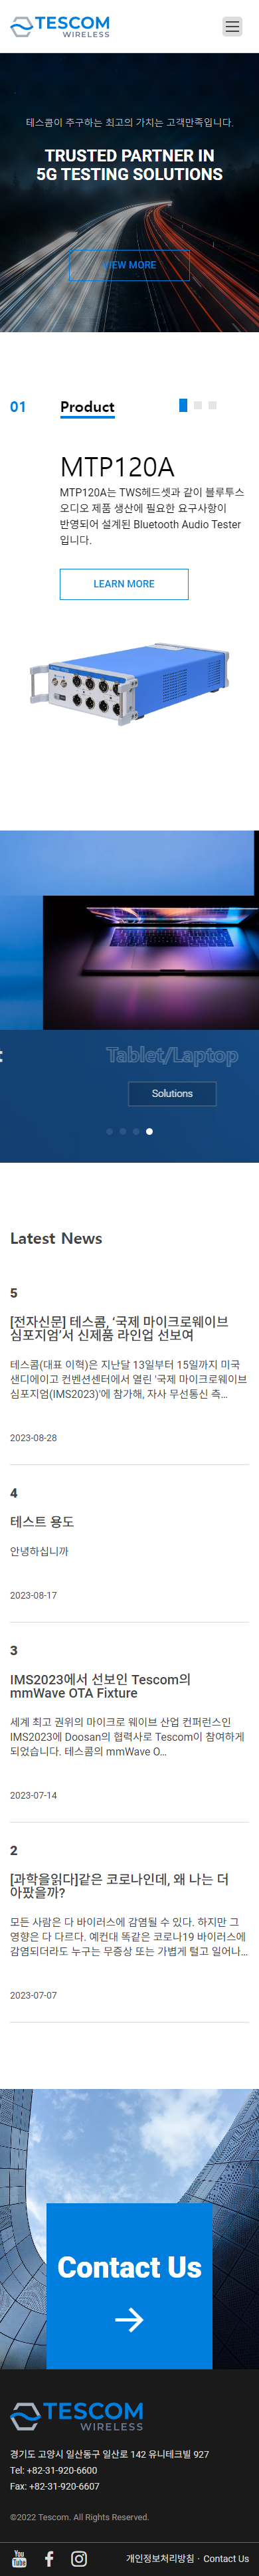 TESCOM
WIRELESS
테스콤이 추구하는 최고의 가치는 고객만족입니다.
TRUSTED PARTNER IN
5G TESTING SOLUTIONS
VIEW MORE
01
Product
MTP120A
MTP120A는 TWS헤드셋과 같이 블루투스
오디오 제품 생산에 필요한 요구사항이
반영되어 설계된 Bluetooth Audio Tester
입니다.
LEARN MORE
Tablet/Laptop
Solutions
Latest News
5
[전자신문] 테스콤, ‘국제 마이크로웨이브
심포지엄’서 신제품 라인업 선보여
테스콤(대표 이혁)은 지난달 13일부터 15일까지 미국
샌디에이고 컨벤션센터에서 열린 '국제 마이크로웨이브
심포지엄(IMS2023)'에 참가해, 자사 무선통신 측...
2023-08-28
4
테스트 용도
안녕하십니까
2023-08-17
3
IMS2023에서 선보인 Tescom의
mmWave OTA Fixture
세계 최고 권위의 마이크로 웨이브 산업 컨퍼런스인
IMS2023에 Doosan의 협력사로 Tescom이 참여하게
되었습니다. 테스콤의 mmWave O...
2023-07-14
2
[과학을읽다]같은 코로나인데, 왜 나는 더
아팠을까?
모든 사람은 다 바이러스에 감염될 수 있다. 하지만 그
영향은 다 다르다. 예컨대 똑같은 코로나19 바이러스에
감염되더라도 누구는 무증상 또는 가볍게 털고 일어나...
2023-07-07
Contact Us
TESCOM
WIRELESS
경기도 고양시 일산동구 일산로 142 유니테크빌 927
Tel: +82-31-920-6600
Fax: +82-31-920-6607
©2022 Tescom. All Rights Reserved.
You
Tube
개인정보처리방침 · Contact Us